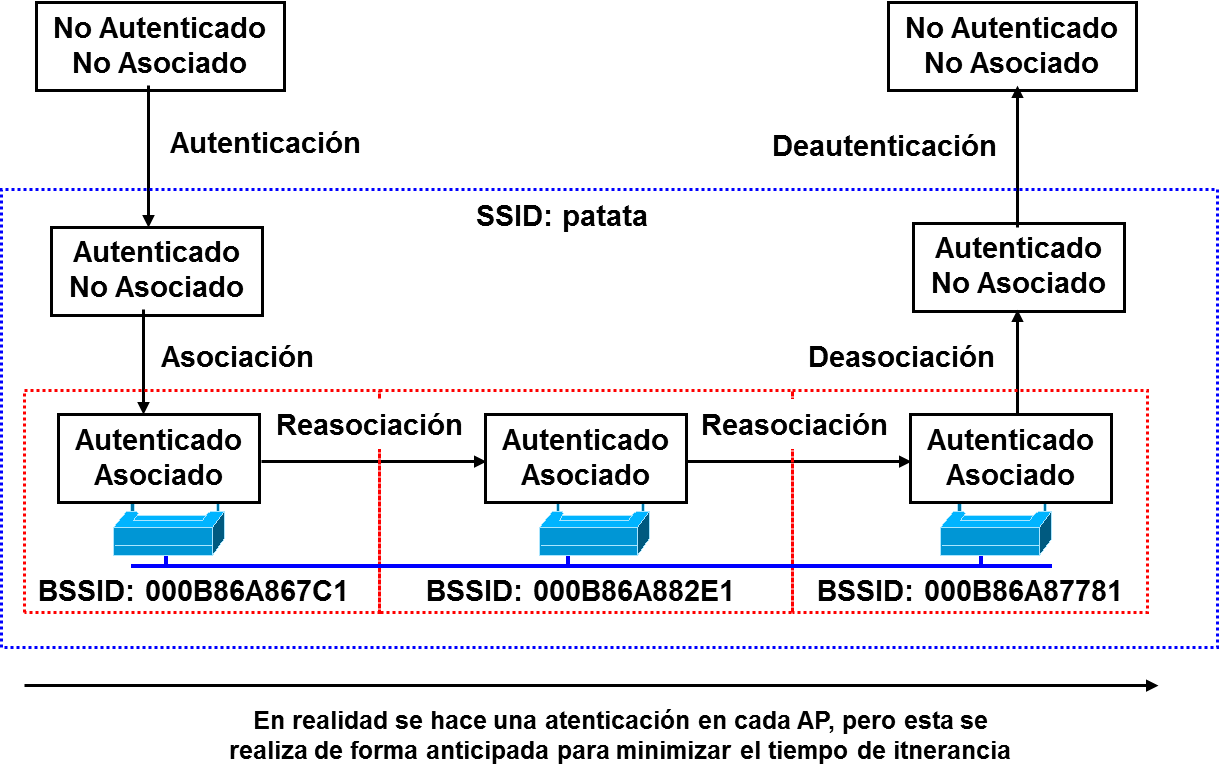 No Autenticado
No Asociado
No Autenticado
No Asociado
Autenticación
Deautenticación
SSID: patata
Autenticado
No Asociado
Autenticado
No Asociado
Asociación
Deasociación
Autenticado
Asociado
Reasociación
Autenticado
Asociado
Reasociación
Autenticado
Asociado
BSSID: 000B86A867C1
BSSID: 000B86A882E1
BSSID: 000B86A87781
En realidad se hace una atenticación en cada AP, pero esta se
realiza de forma anticipada para minimizar el tiempo de itnerancia